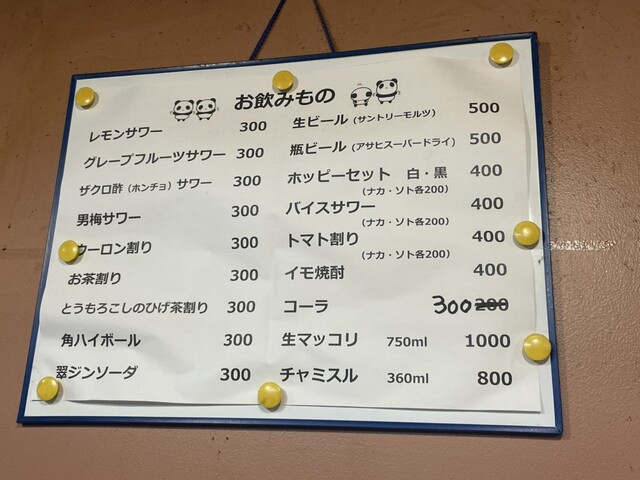 お飲みもの
レモンサワー 300
グレープフルーツサワー 300
ザクロ酢（ホンチョ）サワー 300
男梅サワー 300
ーロン割り 300
お茶割り 300
とうもろこしのひげ茶割り 300
角ハイボール 300
翠ジンソーダ 300
生ビール（サントリーモルツ） 500
瓶ビール（アサヒスーパードライ） 500
ホッピーセット 白・黒 400
（ナカ・ソト各200）
バイスサワー 400
（ナカ・ソト各200）
トマト割り 400
（ナカ・ソト各200）
イモ焼酎 400
コーラ 300 200
生マッコリ 750ml 1000
チャミスル 360ml 800